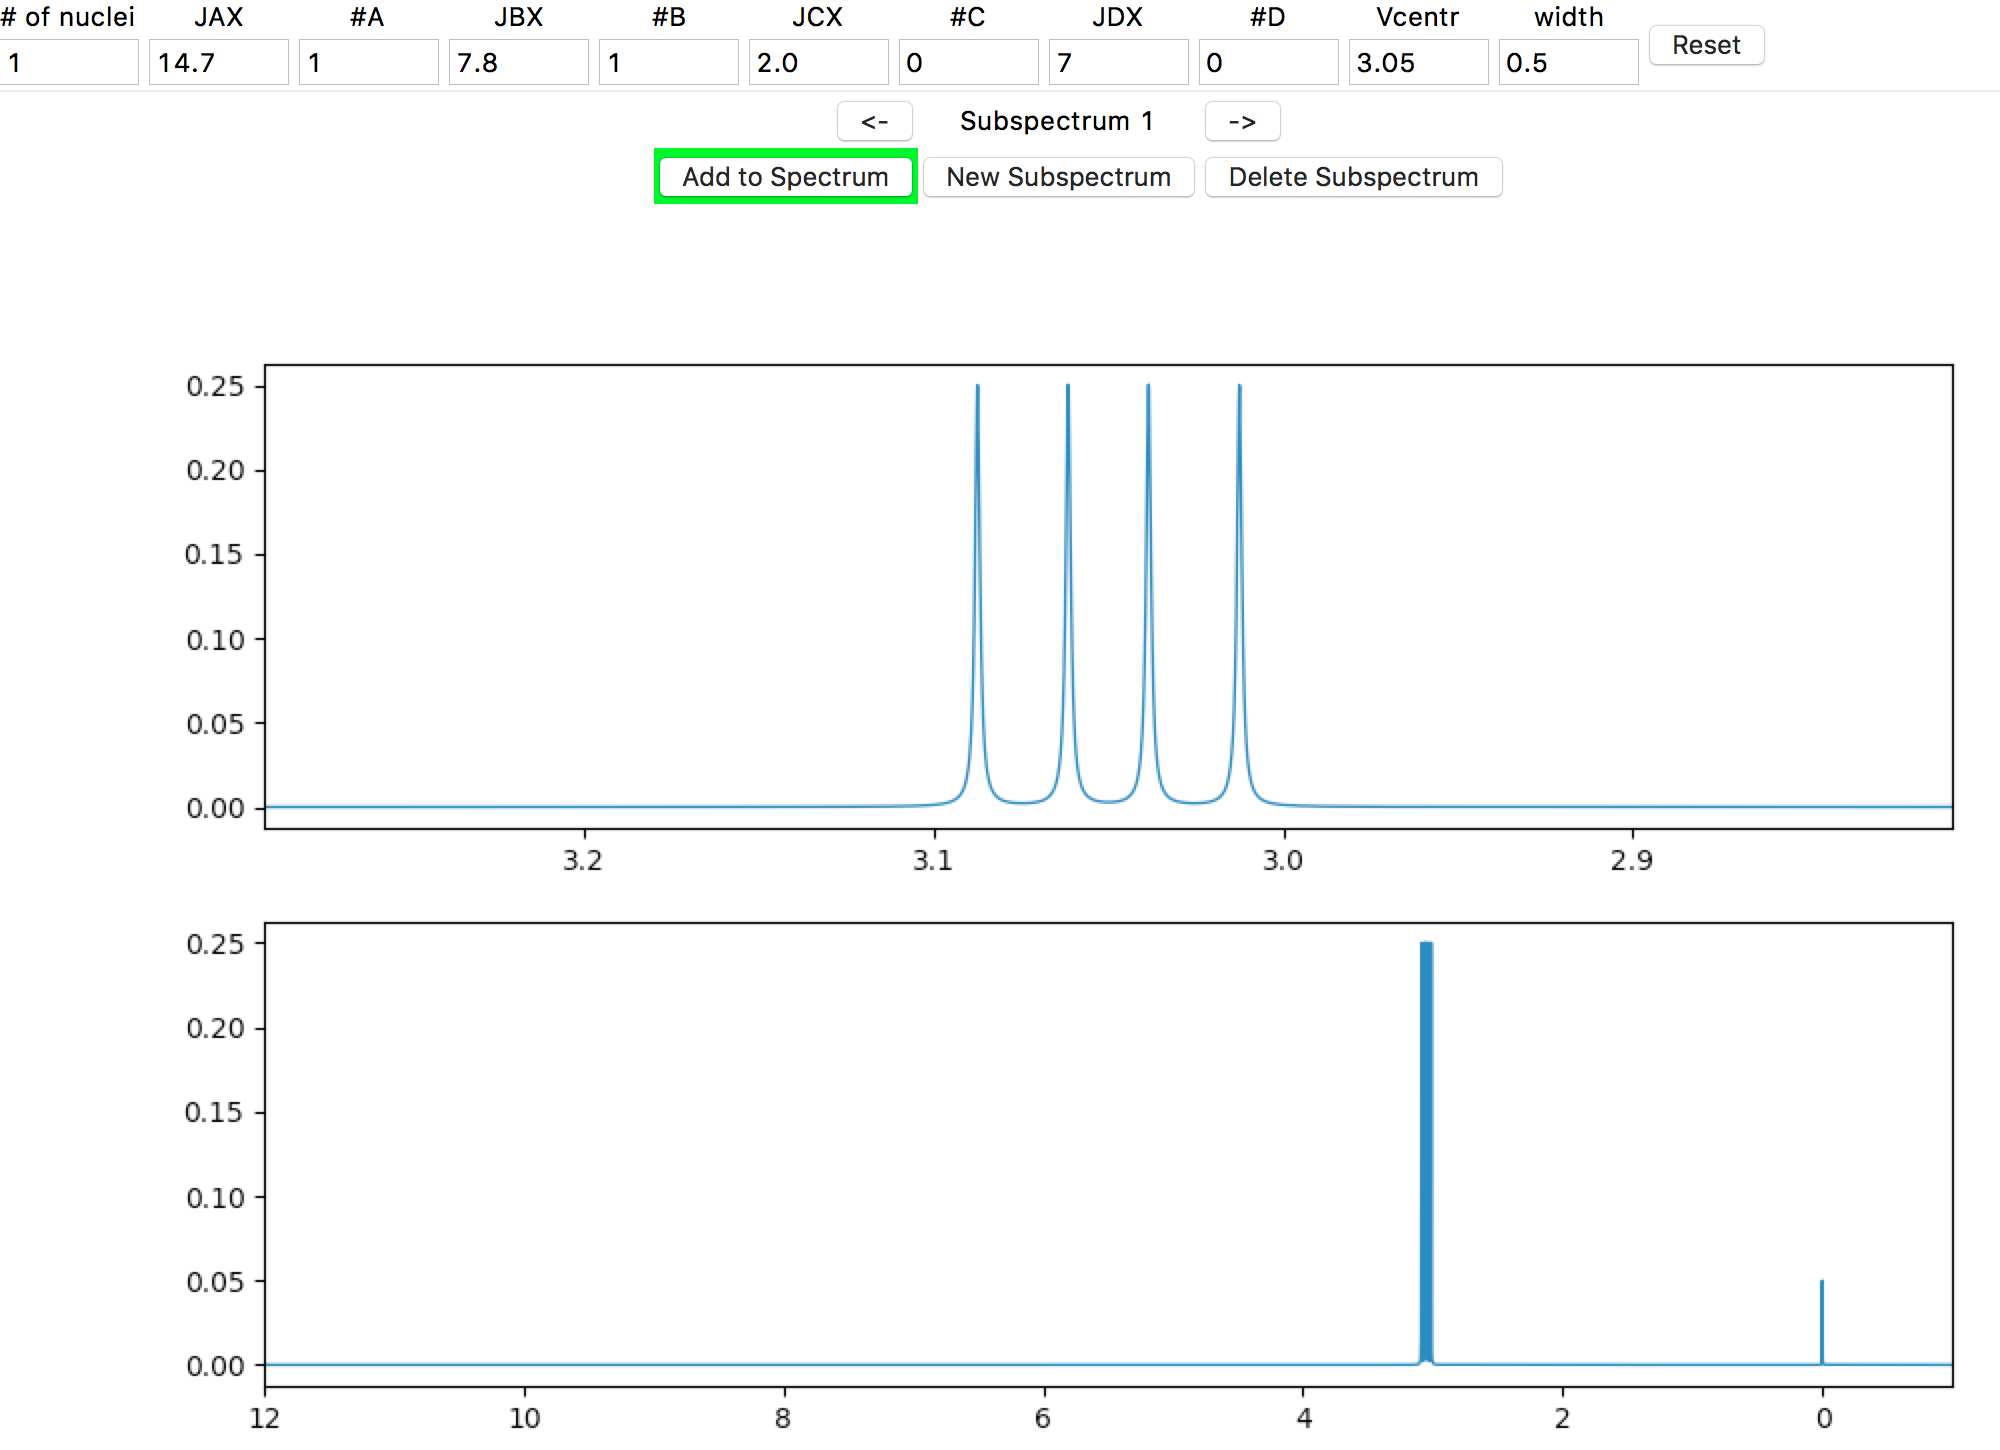 # of nuclei JAX #A JBX #B JCX #C JDX #D Vcentr width
1 14.7 1 7.8 1 2.0 0 7 0 3.05 0.5 Reset
<- Subspectrum 1 ->
Add to Spectrum New Subspectrum Delete Subspectrum
0.25
0.20
0.15
0.10
0.05
0.00
3.2 3.1 3.0 2.9
0.25
0.20
0.15
0.10
0.05
0.00
12 10 8 6 4 2 0